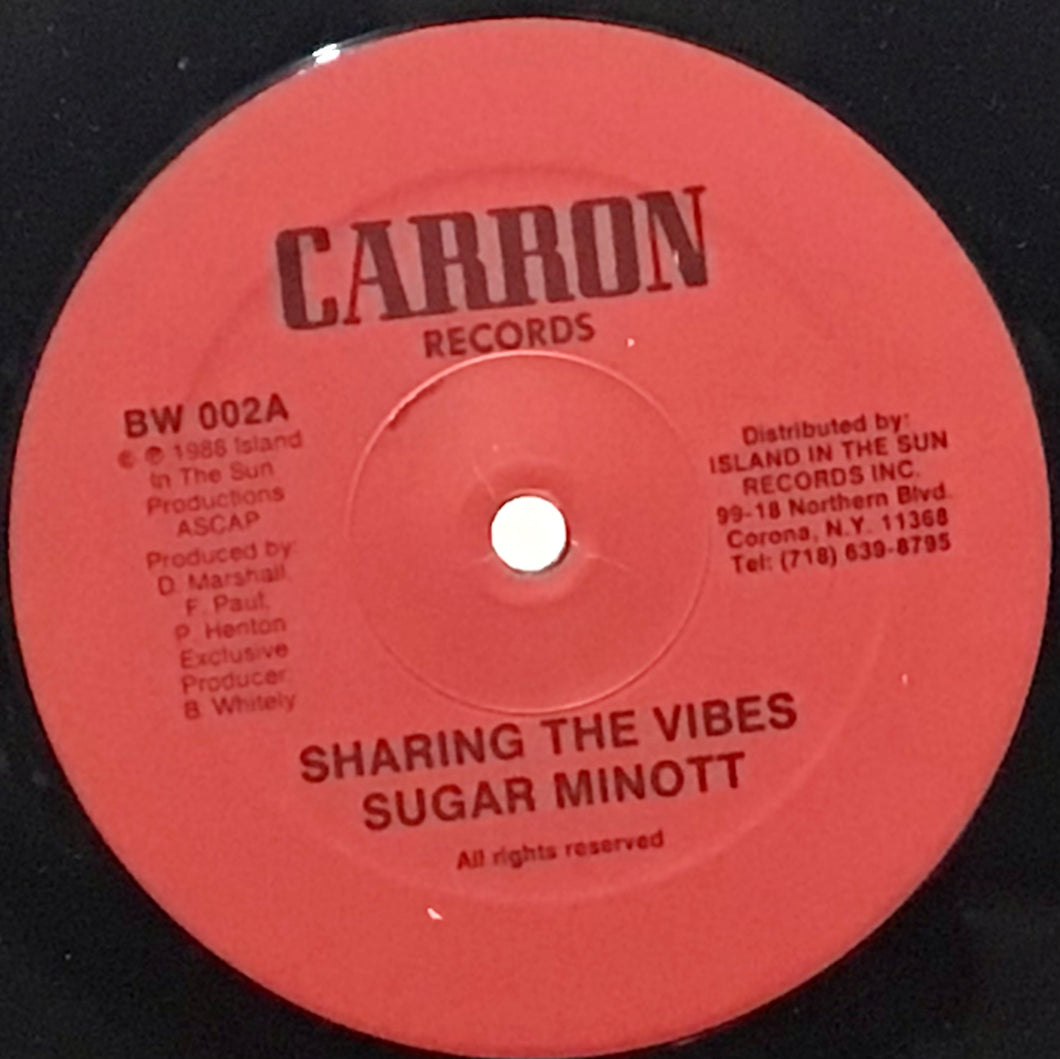 CARRON
RECORDS
BW 002A
© ℗ 1988 Island
In The Sun
Productions
ASCAP
Produced by:
D. Marshall,
F. Paul,
P. Henton
Exclusive
Producer:
B. Whitely
Distributed by:
ISLAND IN THE SUN
RECORDS INC.
99-18 Northern Blvd.
Corona, N.Y. 11368
Tel: (718) 639-8795
SHARING THE VIBES
SUGAR MINOTT
All rights reserved